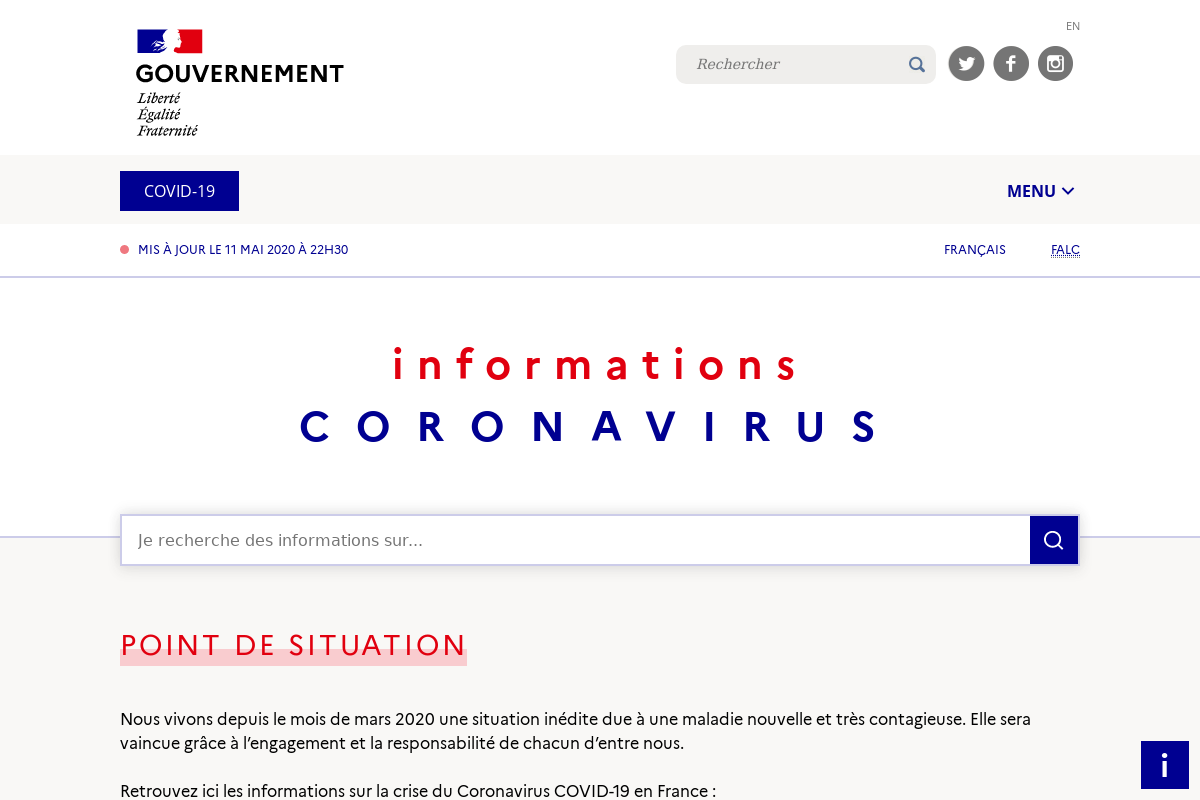 EN
GOUVERNEMENT
Liberté
Égalité
Fraternité
Rechercher
COVID-19
MENU
MIS À JOUR LE 11 MAI 2020 À 22H30
FRANÇAIS
FALC
informations
CORONAVIRUS
Je recherche des informations sur...
POINT DE SITUATION
Nous vivons depuis le mois de mars 2020 une situation inédite due à une maladie nouvelle et très contagieuse. Elle sera
vaincue grâce à l’engagement et la responsabilité de chacun d’entre nous.
Retrouvez ici les informations sur la crise du Coronavirus COVID-19 en France :
i